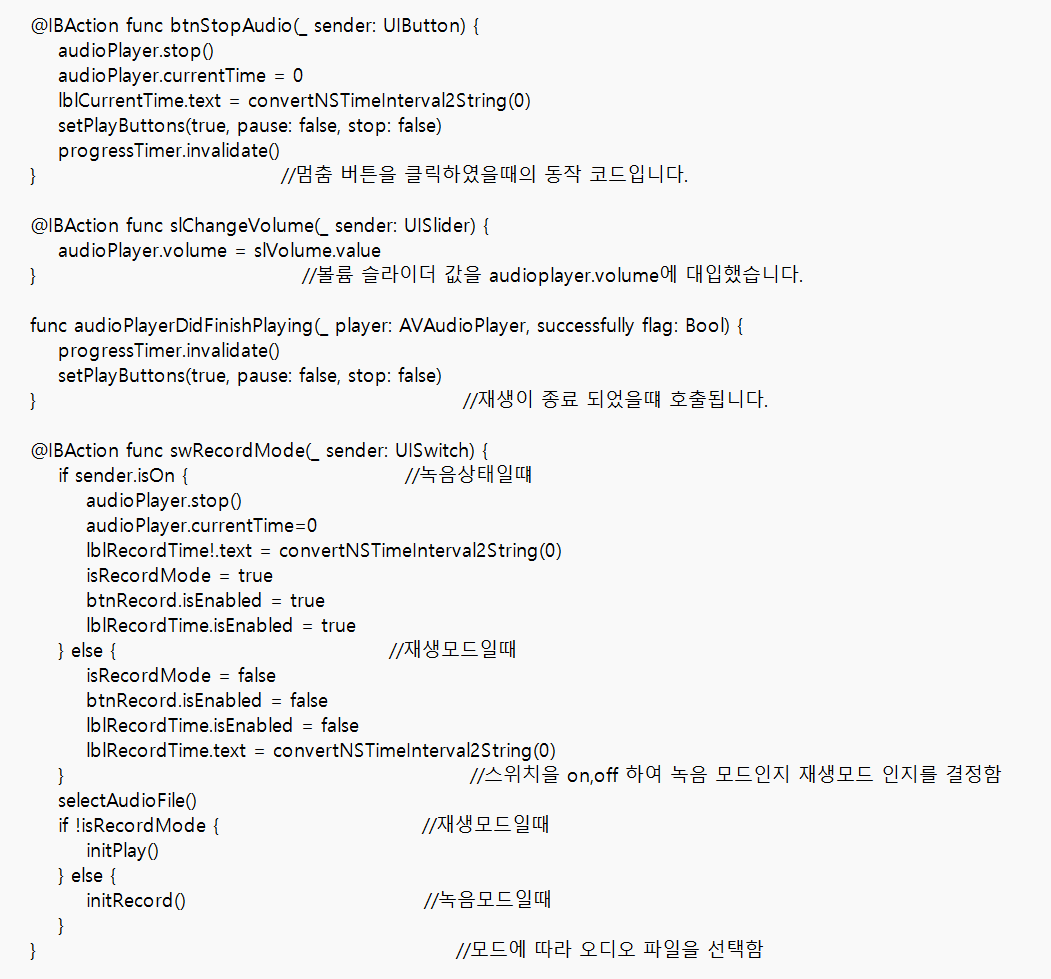 @IBAction func btnStopAudio(_ sender: UIButton) {
audioPlayer.stop()
audioPlayer.currentTime = 0
lblCurrentTime.text = convertNSTimeInterval2String(0)
setPlayButtons(true, pause: false, stop: false)
progressTimer.invalidate()
} //멈춤 버튼을 클릭하였을때의 동작 코드입니다.
@IBAction func slChangeVolume(_ sender: UISlider) {
audioPlayer.volume = slVolume.value
} //볼륨 슬라이더 값을 audioplayer.volume에 대입했습니다.
func audioPlayerDidFinishPlaying(_ player: AVAudioPlayer, successfully flag: Bool) {
progressTimer.invalidate()
setPlayButtons(true, pause: false, stop: false)
} //재생이 종료 되었을떄 호출됩니다.
@IBAction func swRecordMode(_ sender: UISwitch) {
if sender.isOn { //녹음상태일떄
audioPlayer.stop()
audioPlayer.currentTime=0
lblRecordTime!.text = convertNSTimeInterval2String(0)
isRecordMode = true
btnRecord.isEnabled = true
lblRecordTime.isEnabled = true
} else { //재생모드일때
isRecordMode = false
btnRecord.isEnabled = false
lblRecordTime.isEnabled = false
lblRecordTime.text = convertNSTimeInterval2String(0)
} //스위치을 on,off 하여 녹음 모드인지 재생모드 인지를 결정함
selectAudioFile()
if !isRecordMode { //재생모드일때
initPlay()
} else {
initRecord() //녹음모드일때
}
} //모드에 따라 오디오 파일을 선택함